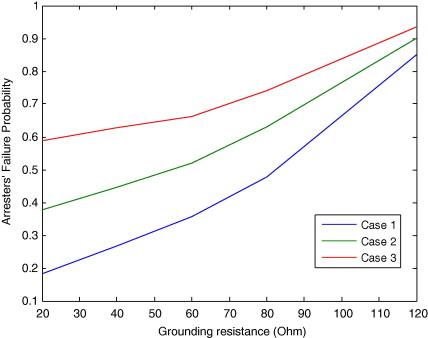 1
0.9
0.8
0.7
0.6
0.5
0.4
0.3
0.2
0.1
Arresters' Failure Probability
Case 1
Case 2
Case 3
20 30 40 50 60 70 80 90 100 110 120
Grounding resistance (Ohm)